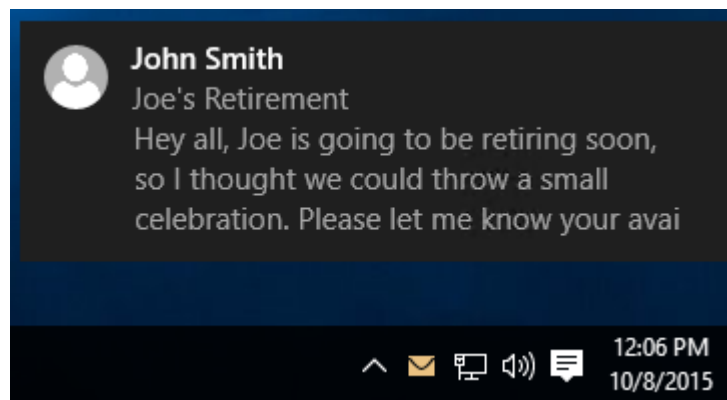 John Smith
Joe's Retirement
Hey all, Joe is going to be retiring soon,
so I thought we could throw a small
celebration. Please let me know your avai
12:06 PM
10/8/2015